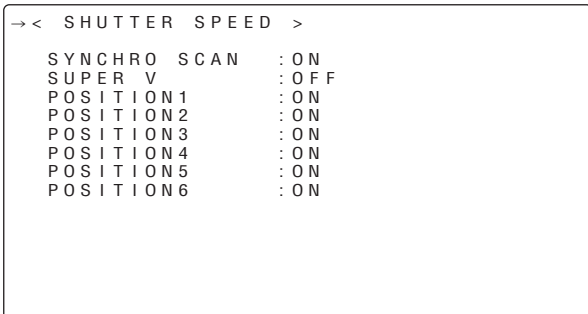 →< SHUTTER SPEED >
SYNCHRO SCAN :ON
SUPER V :OFF
POSITION1 :ON
POSITION2 :ON
POSITION3 :ON
POSITION4 :ON
POSITION5 :ON
POSITION6 :ON